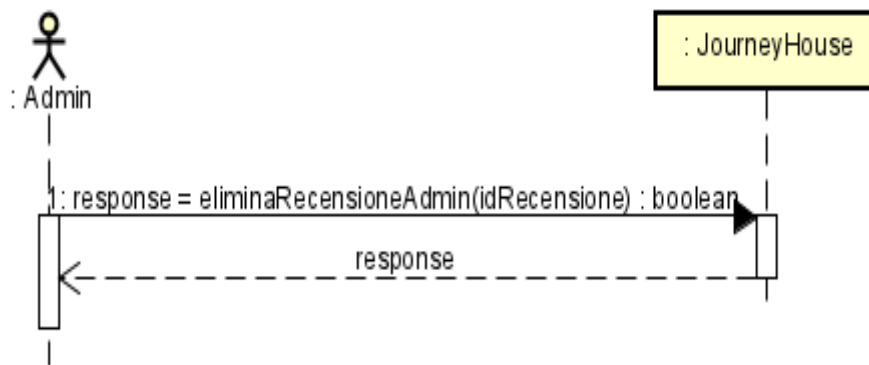 : JourneyHouse
: Admin
1: response = eliminaRecensioneAdmin(idRecensione) : boolean
response